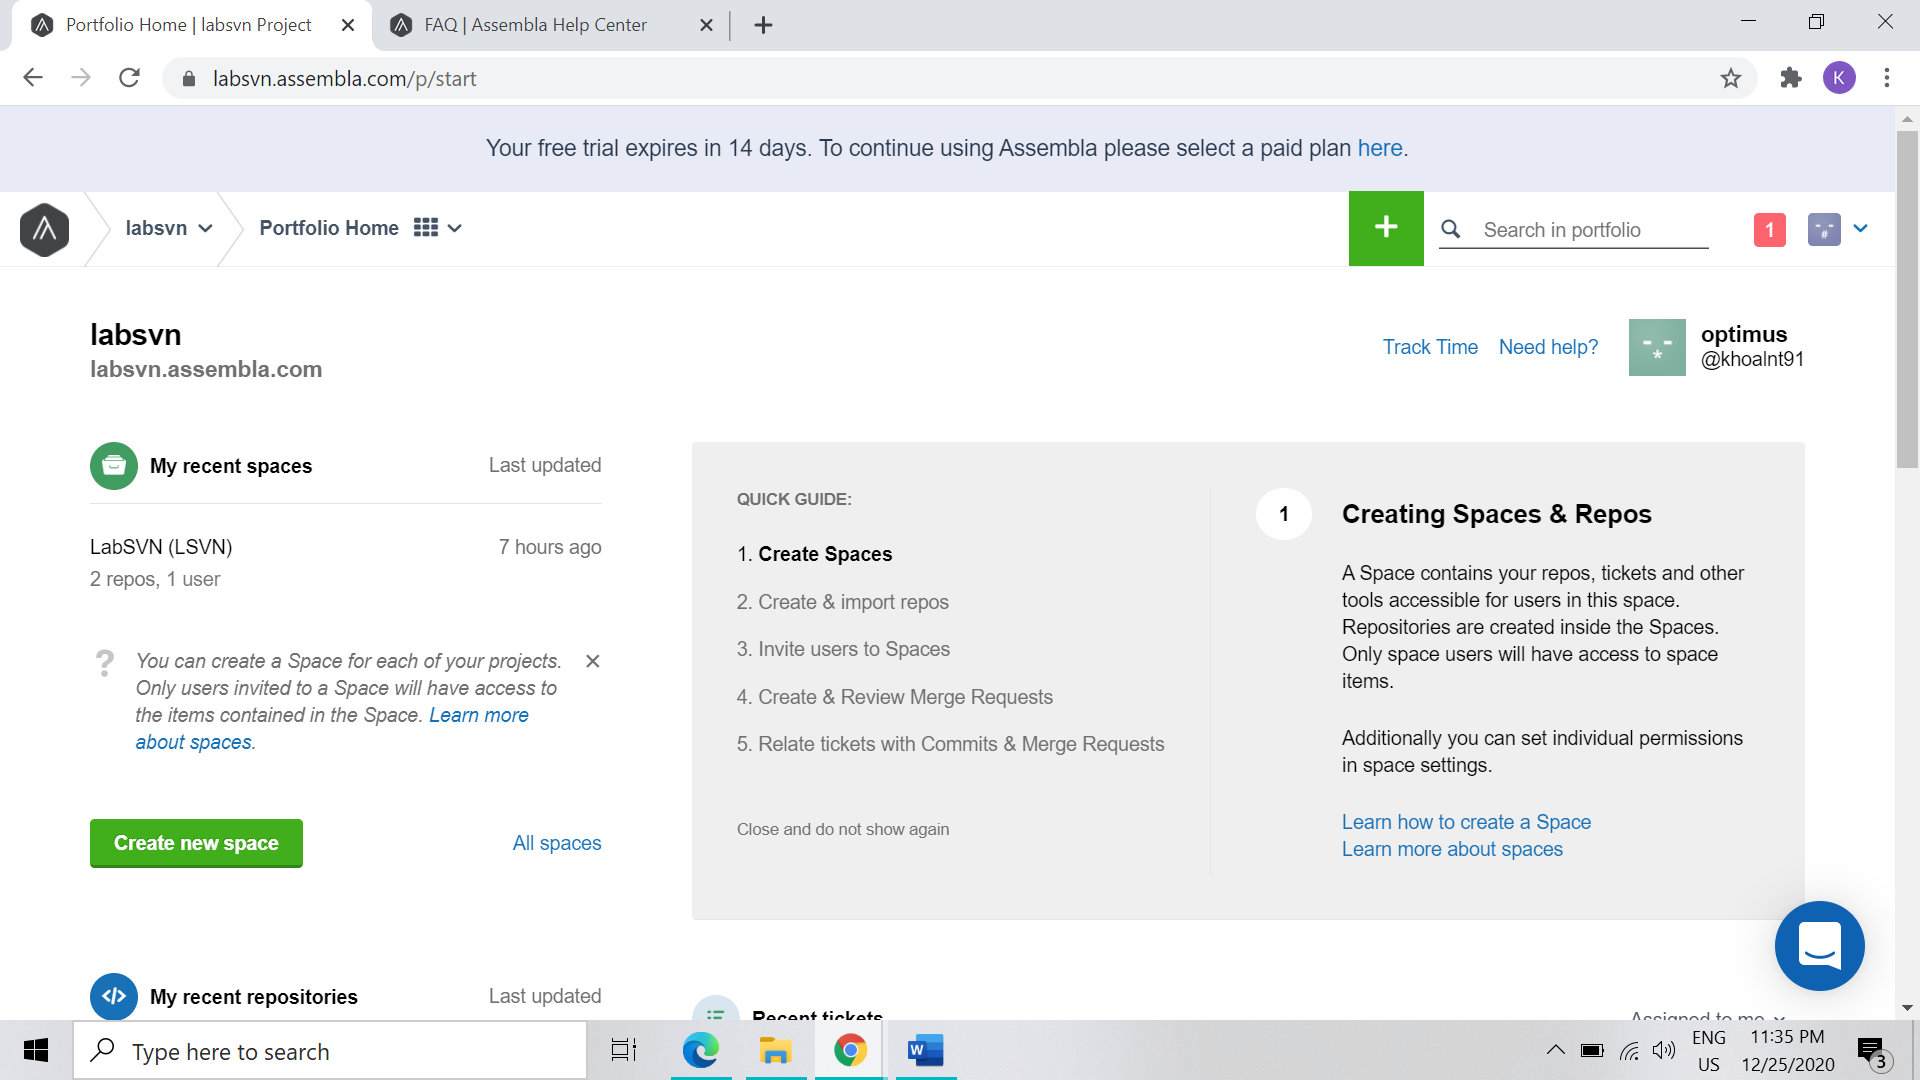 Portfolio Home | labsvn Project
FAQ | Assembla Help Center
labsvn.assembla.com/p/start
K
Your free trial expires in 14 days. To continue using Assembla please select a paid plan here.
labsvn
Portfolio Home
+
Search in portfolio
1
labsvn
labsvn.assembla.com
Track Time
Need help?
optimus
@khoalnt91
My recent spaces
Last updated
LabSVN (LSVN)
7 hours ago
2 repos, 1 user
?
You can create a Space for each of your projects.
Only users invited to a Space will have access to
the items contained in the Space. Learn more
about spaces.
Create new space
All spaces
QUICK GUIDE:
1. Create Spaces
2. Create & import repos
3. Invite users to Spaces
4. Create & Review Merge Requests
5. Relate tickets with Commits & Merge Requests
Close and do not show again
1
Creating Spaces & Repos
A Space contains your repos, tickets and other
tools accessible for users in this space.
Repositories are created inside the Spaces.
Only space users will have access to space
items.
Additionally you can set individual permissions
in space settings.
Learn how to create a Space
Learn more about spaces
My recent repositories
Last updated
Recent tickets
Assigned to me
Type here to search
W
ENG
US
11:35 PM
12/25/2020
3